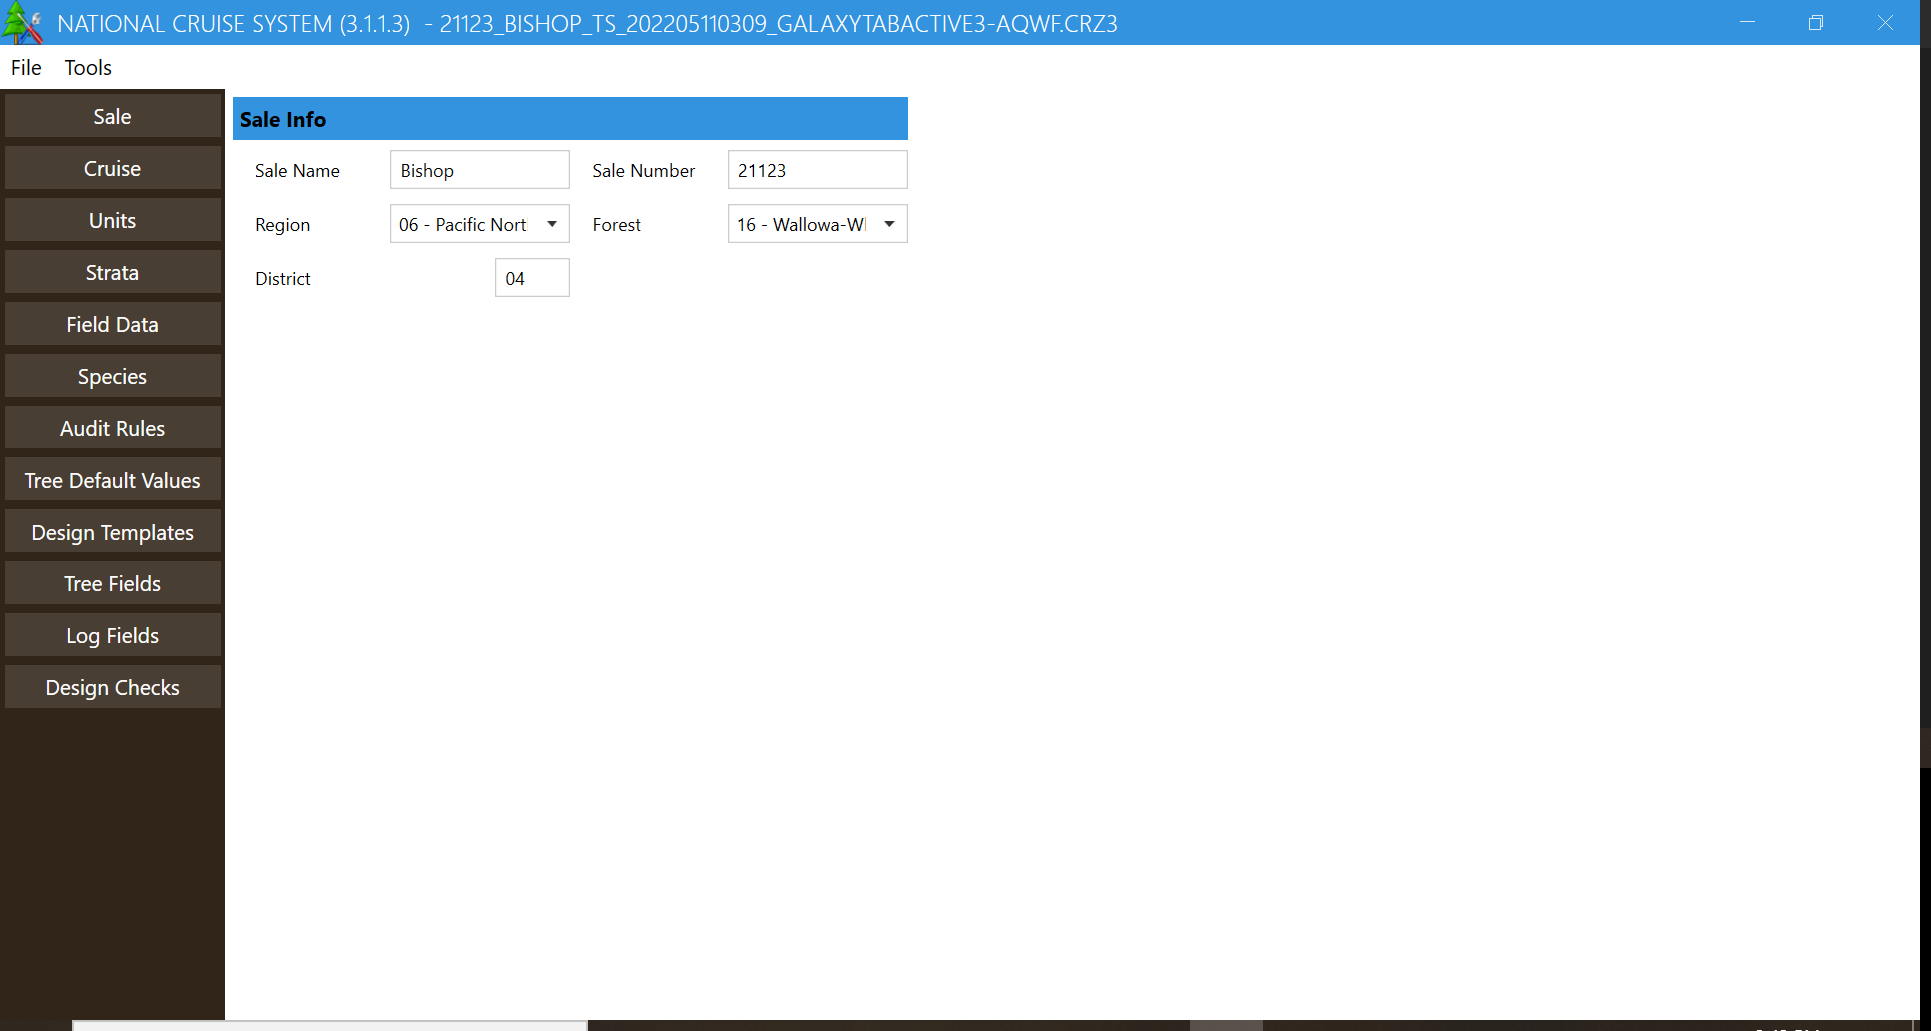 NATIONAL CRUISE SYSTEM (3.1.1.3) - 21123_BISHOP_TS_202205110309_GALAXYTABACTIVE3-AQWF.CRZ3
File Tools
Sale
Cruise
Units
Strata
Field Data
Species
Audit Rules
Tree Default Values
Design Templates
Tree Fields
Log Fields
Design Checks
Sale Info
Sale Name Bishop Sale Number 21123
Region 06 - Pacific Nort Forest 16 - Wallowa-W
District 04